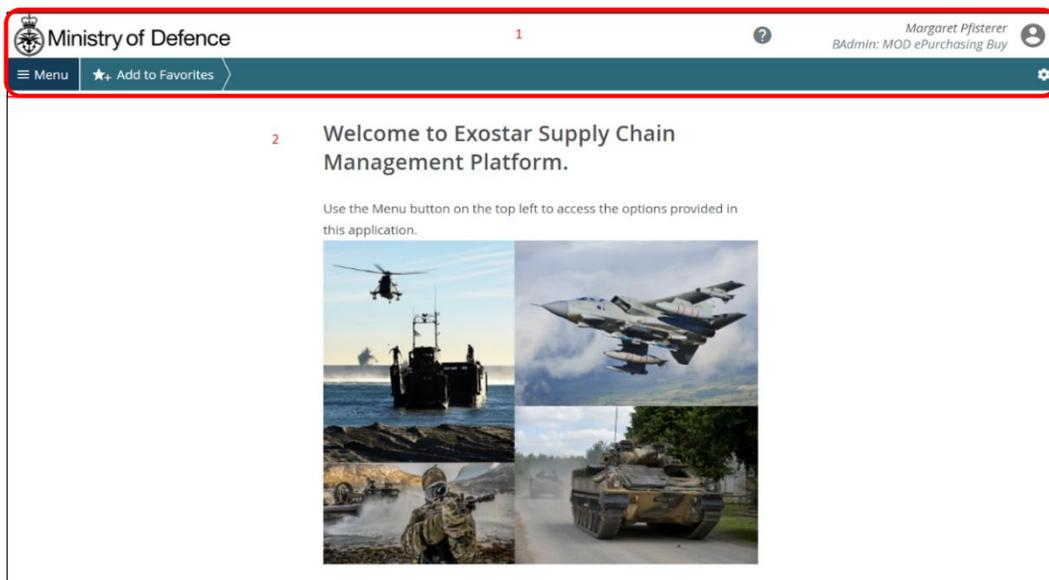 Ministry of Defence
1
?
Margaret Pfisterer
BAdmin: MOD ePurchasing Buy
Menu
Add to Favorites
2
Welcome to Exostar Supply Chain
Management Platform.
Use the Menu button on the top left to access the options provided in
this application.